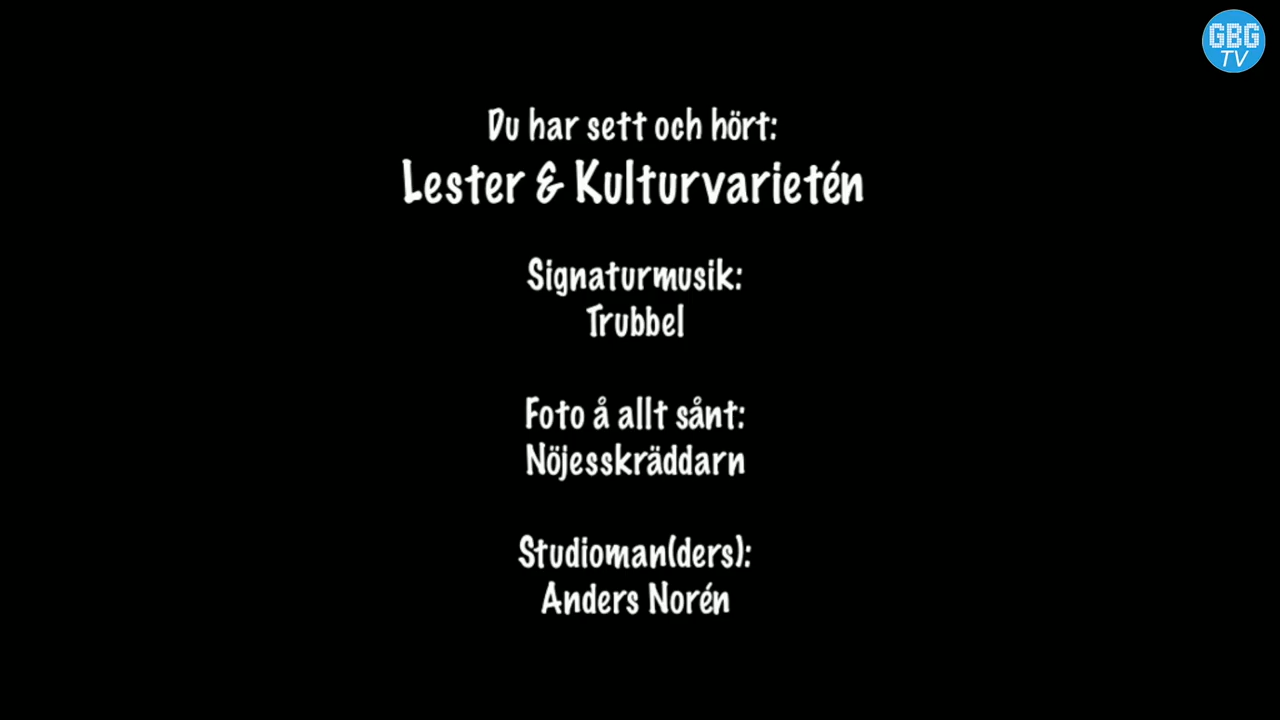 GBG
TV
Du har sett och hört:
Lester & Kulturvarietén
Signaturmusik:
Trubbel
Foto å allt sånt:
Nöjesskräddarn
Studioman(ders):
Anders Norén